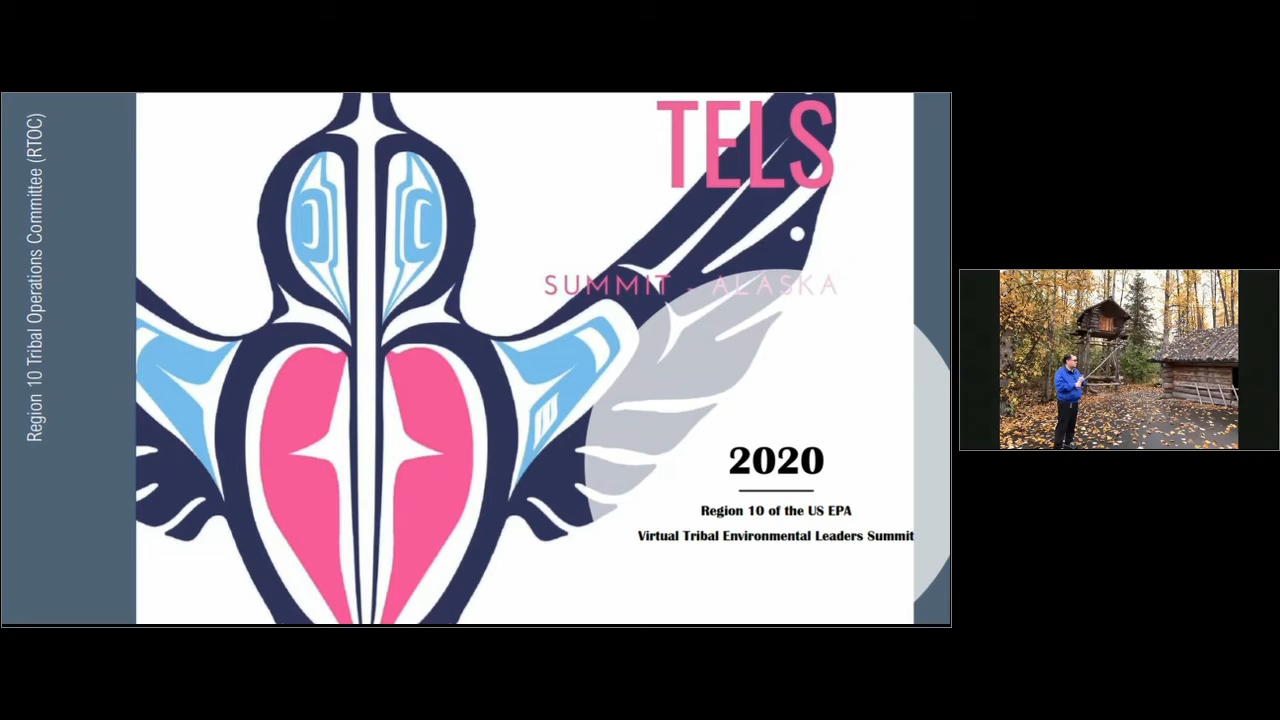 Region 10 Tribal Operations Committee (RTOC)
TELS
SUMMIT - ALASKA
2020
Region 10 of the US EPA
Virtual Tribal Environmental Leaders Summit